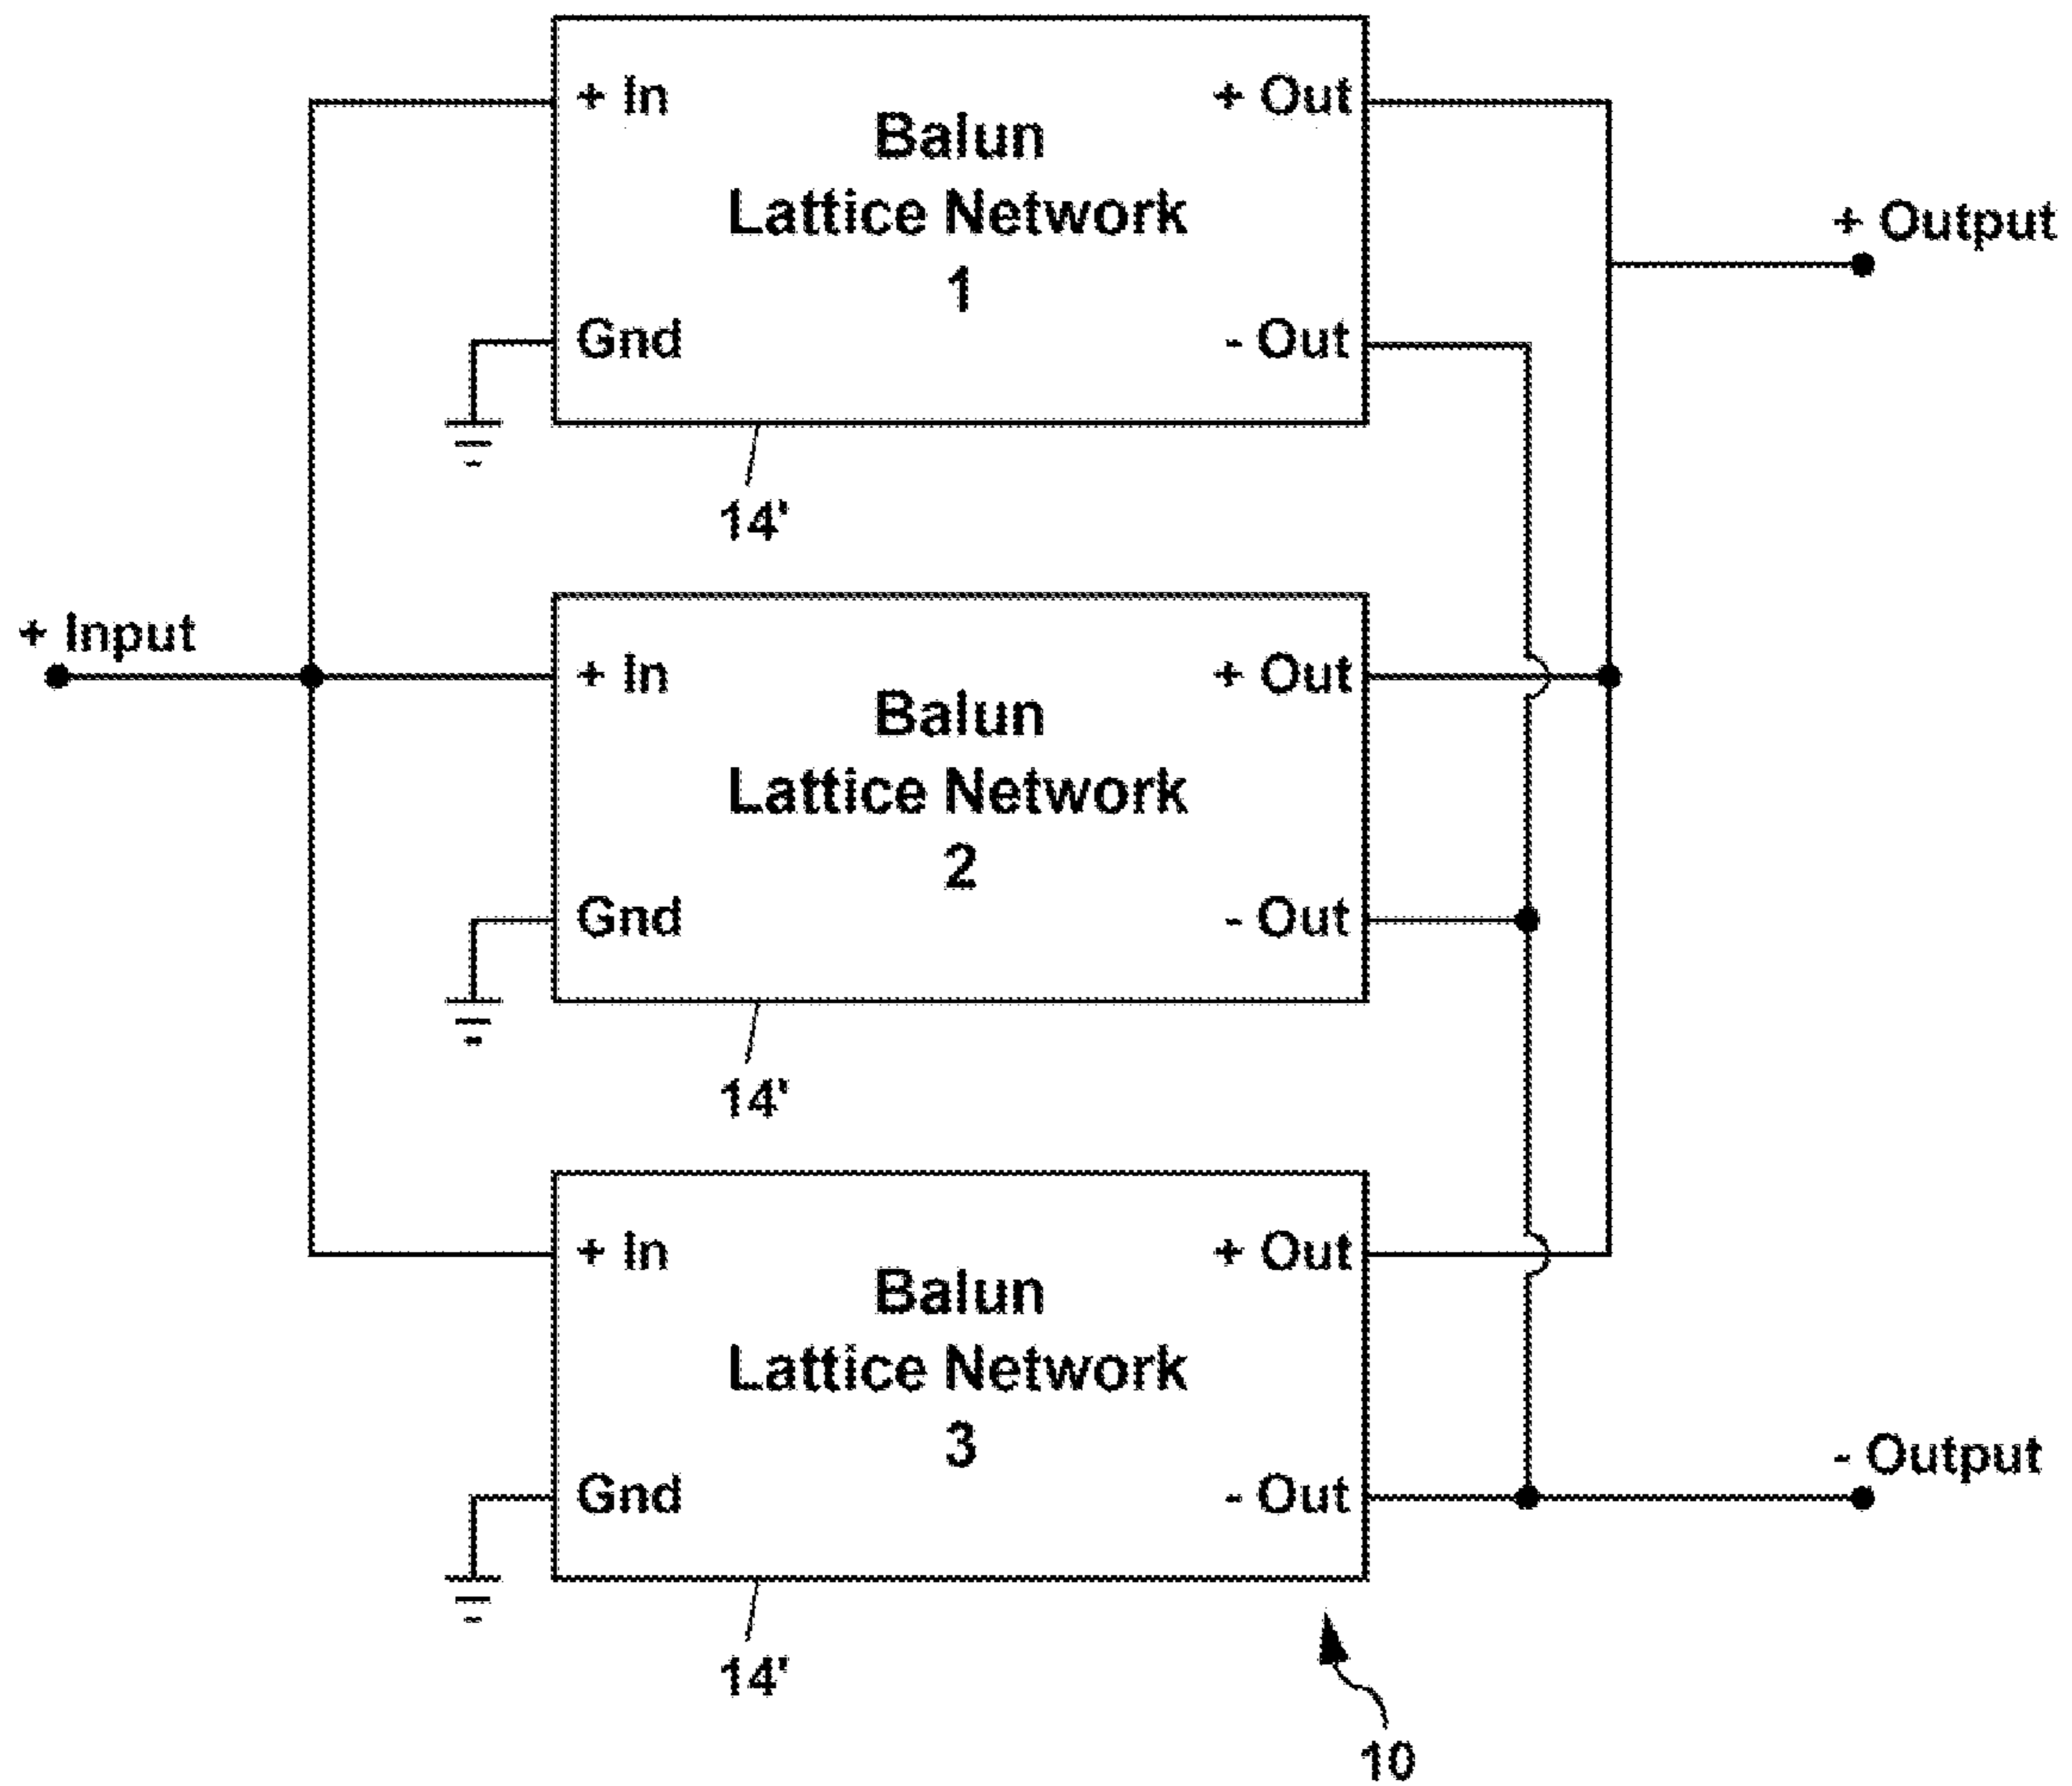 + In
+ Out
Balun
Lattice Network
1
Gnd
- Out
14'
+ Output
+ Input
+ In
+ Out
Balun
Lattice Network
2
Gnd
- Out
14'
+ In
+ Out
Balun
Lattice Network
3
Gnd
- Out
14'
- Output
10